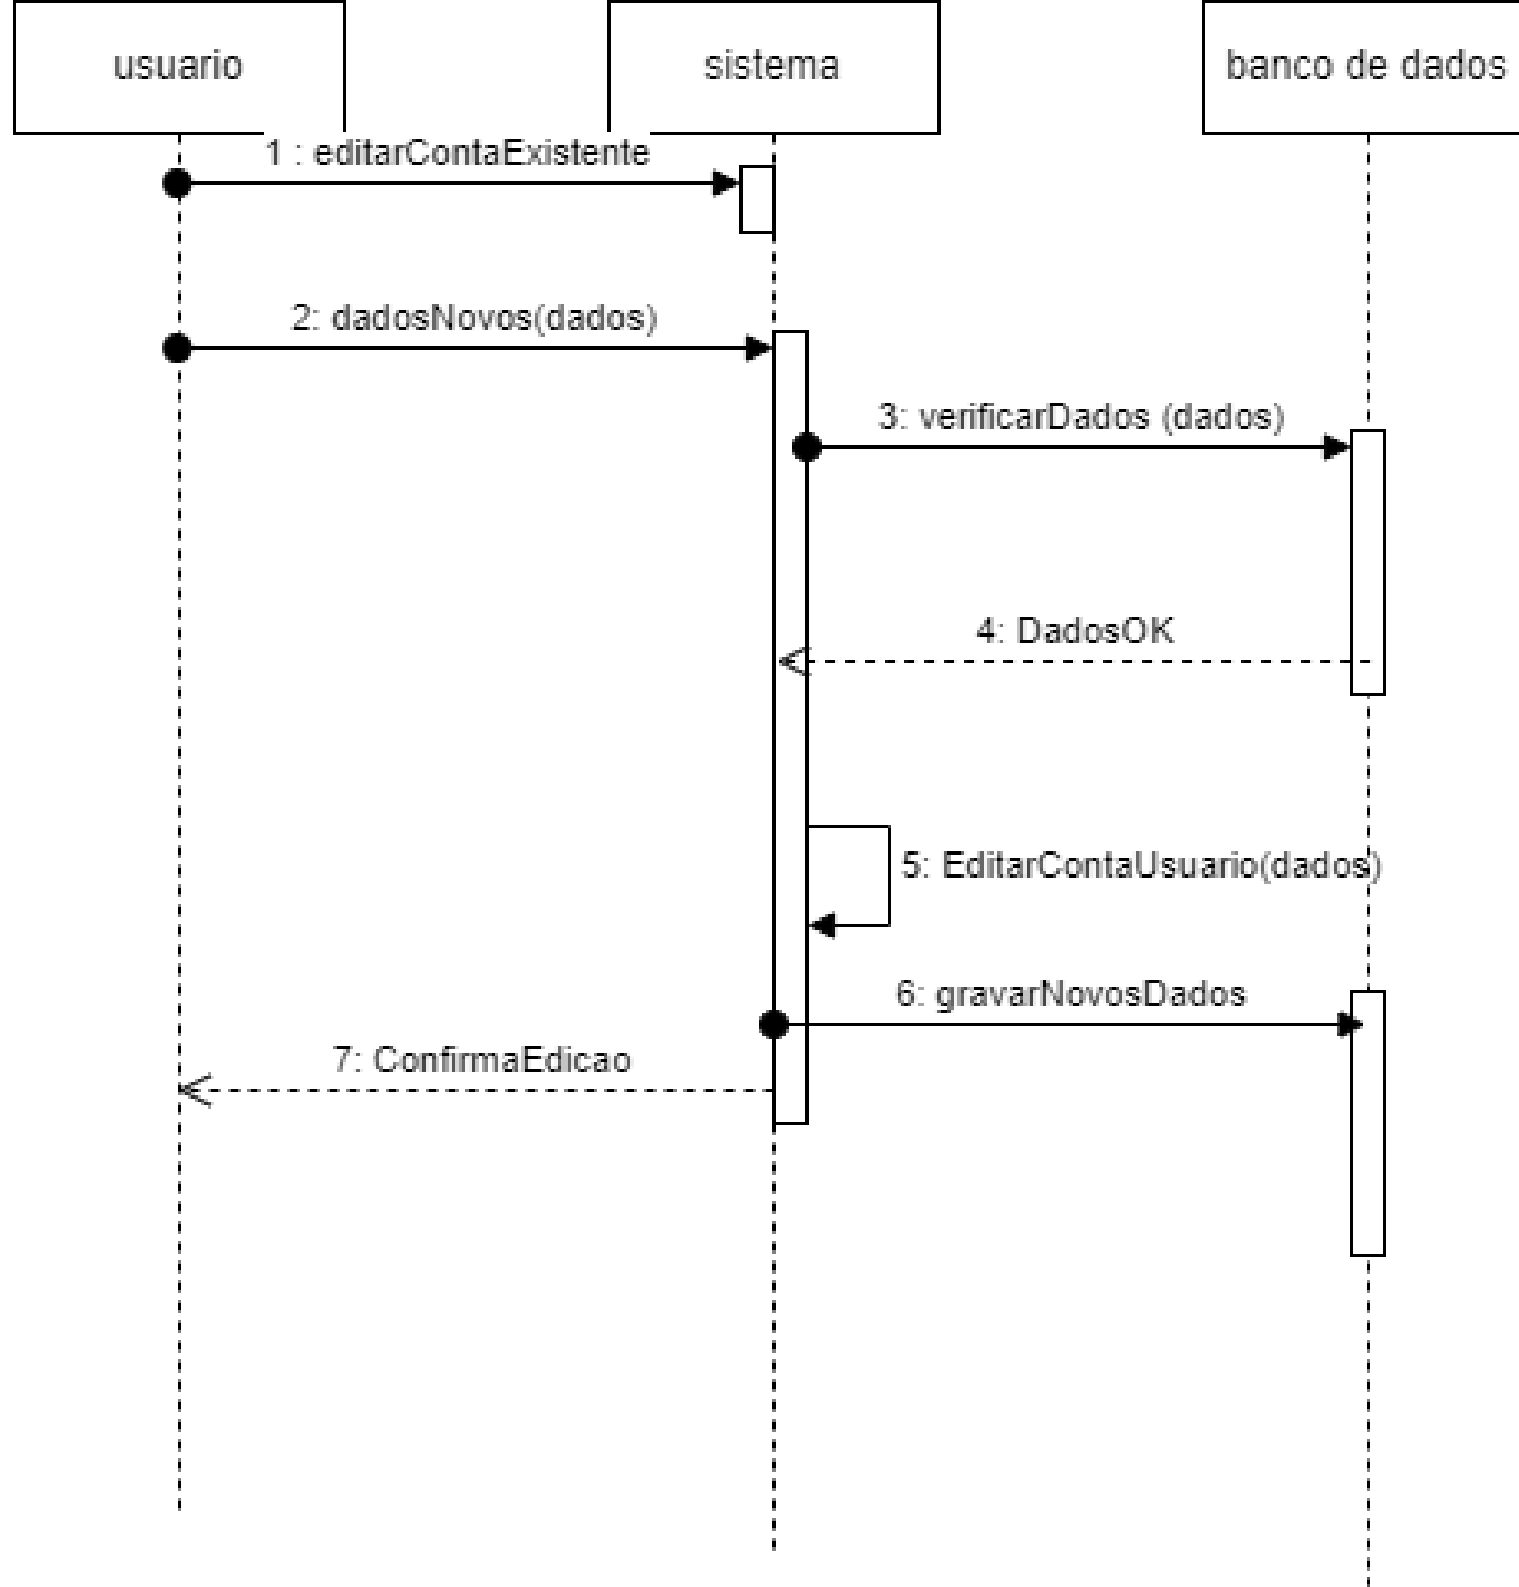 usuario
sistema
banco de dados
1 : editarContaExistente
2: dadosNovos(dados)
3: verificarDados (dados)
4: DadosOK
5: EditarContaUsuario(dados)
6: gravarNovosDados
7: ConfirmaEdicao